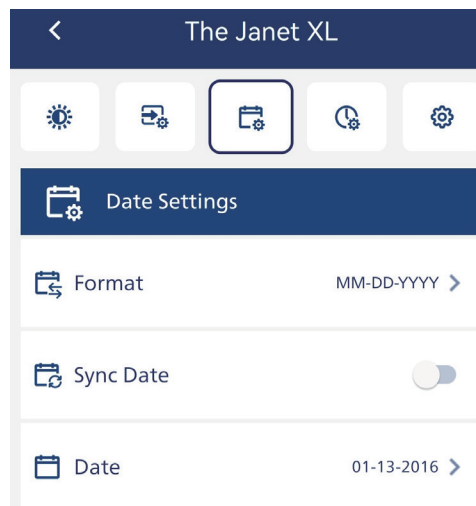 The Janet XL
Date Settings
Format MM-DD-YYYY
Sync Date
Date 01-13-2016